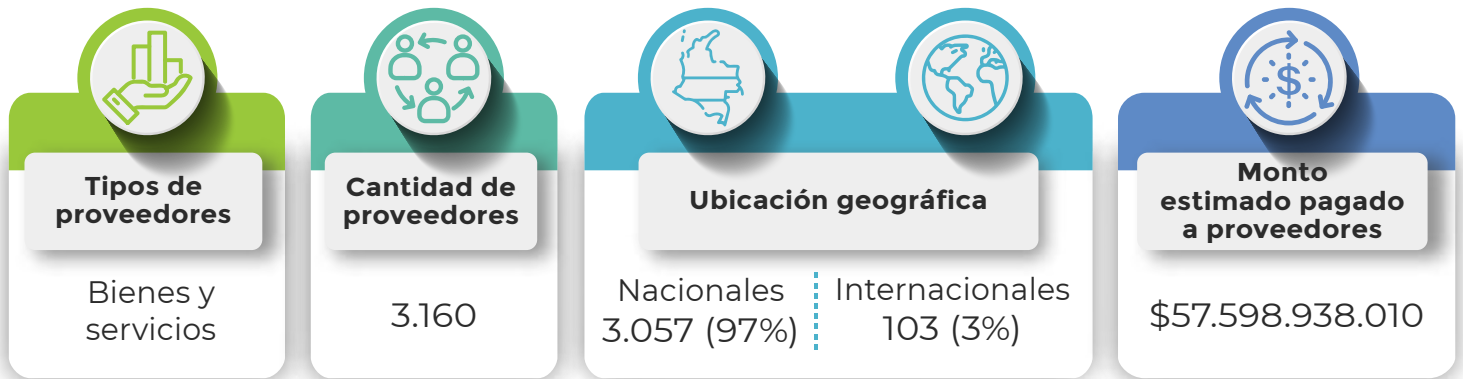 Tipos de
proveedores
Bienes y
servicios
Cantidad de
proveedores
3.160
Ubicación geográfica
Nacionales
3.057 (97%)
Internacionales
103 (3%)
Monto
estimado pagado
a proveedores
$57.598.938.010